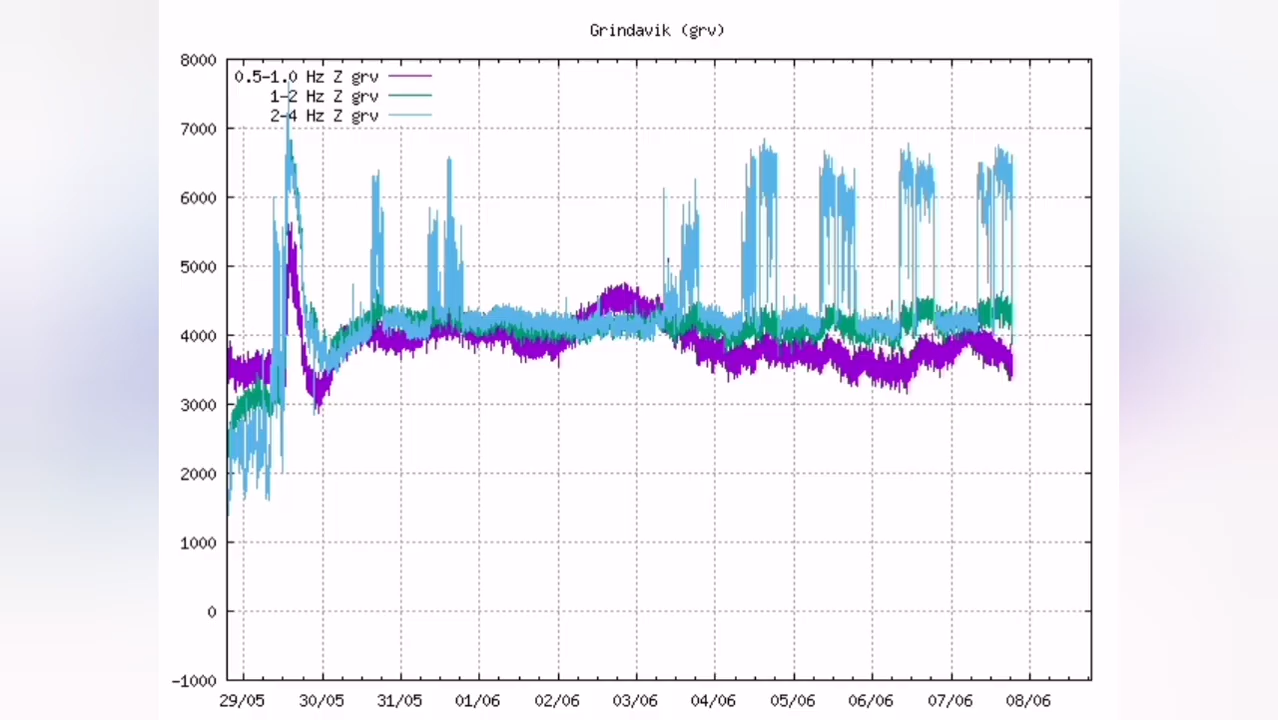 Grindavik (grv)
8000
0.5-1.0 Hz Z grv
1-2 Hz Z grv
2-4 Hz Z grv
7000
6000
5000
4000
3000
2000
1000
0
-1000
29/05 30/05 31/05 01/06 02/06 03/06 04/06 05/06 06/06 07/06 08/06